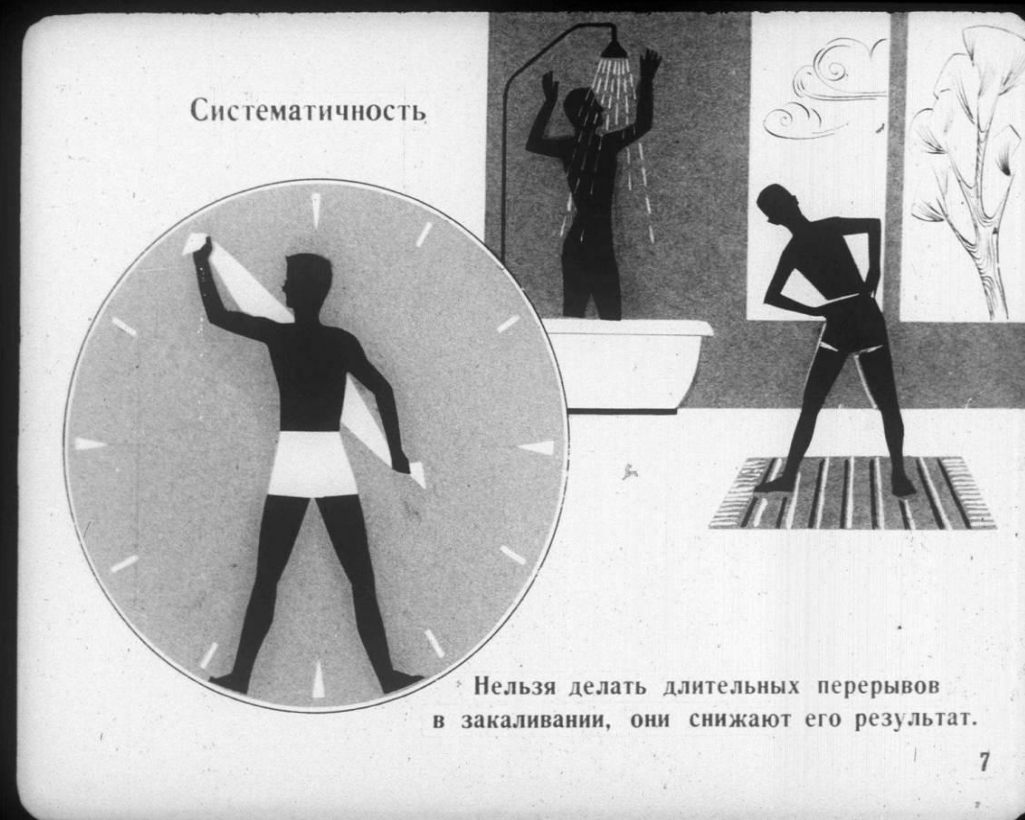 Систематичность
Нельзя делать длительных перерывов
в закаливании, они снижают его результат.
7